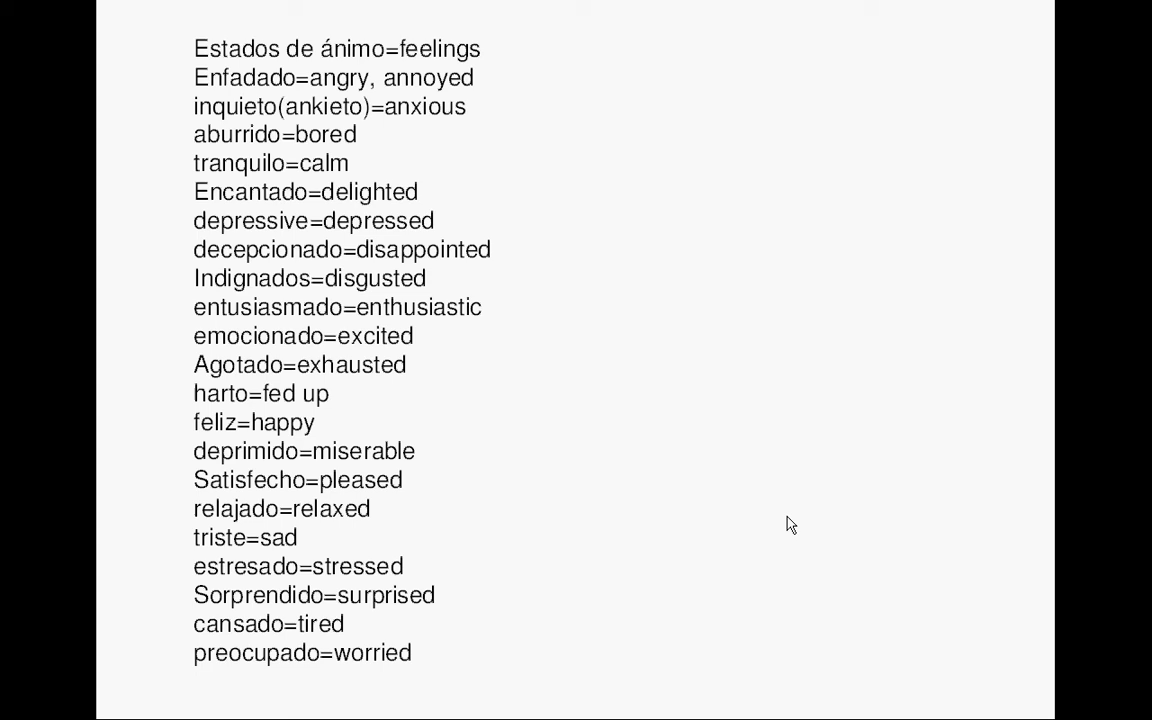 Estados de ánimo=feelings
Enfadado=angry, annoyed
inquieto(ankieto)=anxious
aburrido=bored
tranquilo=calm
Encantado=delighted
depressive=depressed
decepcionado=disappointed
Indignados=disgusted
entusiasmado=enthusiastic
emocionado=excited
Agotado=exhausted
harto=fed up
feliz=happy
deprimido=miserable
Satisfecho=pleased
relajado=relaxed
triste=sad
estresado=stressed
Sorprendido=surprised
cansado=tired
preocupado=worried